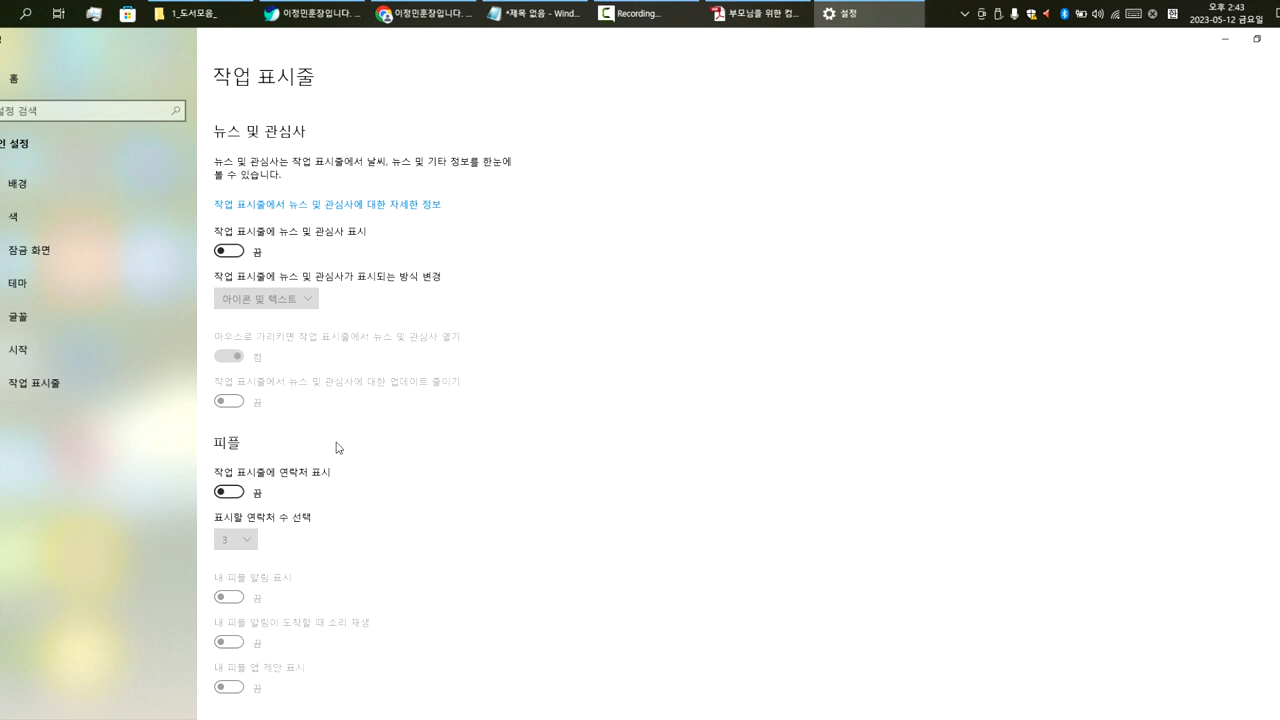 1_도서모음_
이정민훈장입니다. ...
이정민훈장입니다. ...
*제목 없음 - Wind...
Recording...
부모님을 위한 컴...
설정
오후 2:43
2023-05-12 금요일
홈
설정 검색
인 설정
배경
색
잠금 화면
테마
글꼴
시작
작업 표시줄
작업 표시줄
뉴스 및 관심사
뉴스 및 관심사는 작업 표시줄에서 날씨, 뉴스 및 기타 정보를 한눈에
볼 수 있습니다.
작업 표시줄에서 뉴스 및 관심사에 대한 자세한 정보
작업 표시줄에 뉴스 및 관심사 표시
끔
작업 표시줄에 뉴스 및 관심사가 표시되는 방식 변경
아이콘 및 텍스트
마우스로 가리키면 작업 표시줄에서 뉴스 및 관심사 열기
켬
작업 표시줄에서 뉴스 및 관심사에 대한 업데이트 줄이기
끔
피플
작업 표시줄에 연락처 표시
끔
표시할 연락처 수 선택
3
내 피플 알림 표시
끔
내 피플 알림이 도착할 때 소리 재생
끔
내 피플 앱 제안 표시
끔